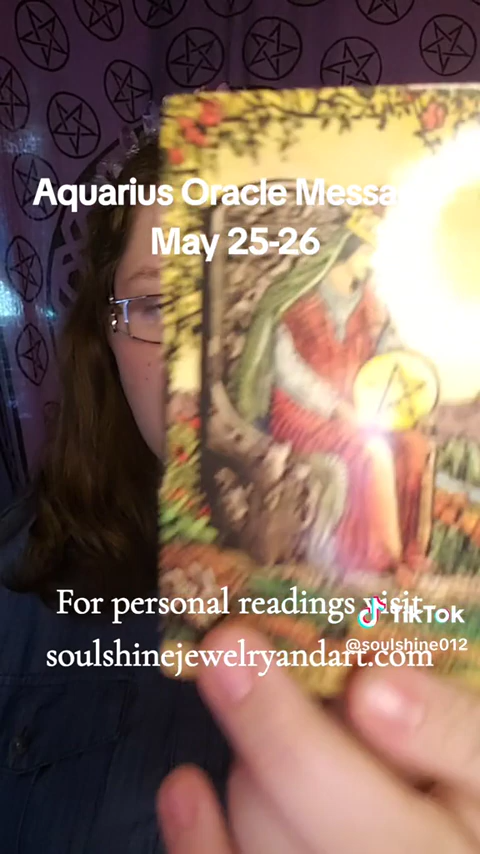 Aquarius Oracle Messa
May 25-26
For personal readings visit
TikTok
soulshinejewelryandart.com
@soulshine012